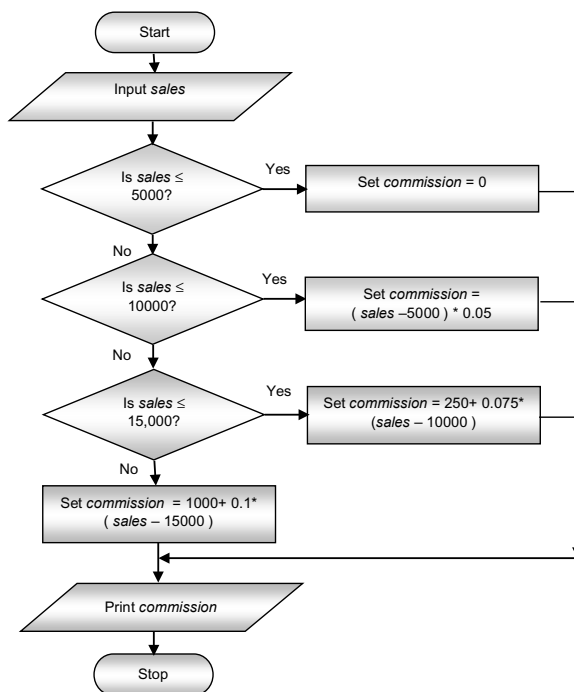 Start
Input sales
Is sales ≤
5000?
Yes
Set commission = 0
No
Is sales ≤
10000?
Yes
Set commission =
( sales –5000 ) * 0.05
No
Is sales ≤
15,000?
Yes
Set commission = 250+ 0.075*
(sales – 10000 )
No
Set commission = 1000+ 0.1*
( sales – 15000 )
Print commission
Stop